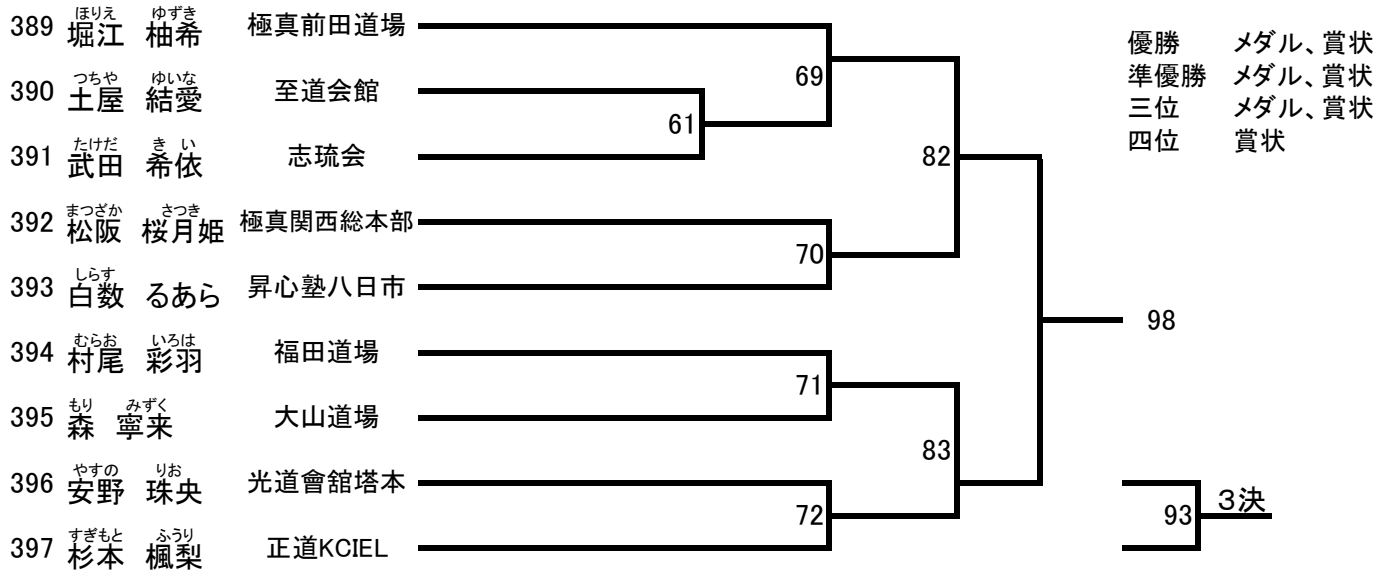 ほりえ ゆずき
389 堀江 柚希 極真前田道場
つちや ゆいな
390 土屋 結愛 至道会館
たけだ きい
391 武田 希依 志琉会
まつざか さつき
392 松阪 桜月姫 極真関西総本部
しらす
393 白数 るあら 昇心塾八日市
むらお いろは
394 村尾 彩羽 福田道場
もり みずく
395 森 寧来 大山道場
やすの りお
396 安野 珠央 光道會舘塔本
すぎもと ふうり
397 杉本 楓梨 正道KCIEL
61
69
70
71
72
82
83
98
93 3決
優勝 メダル、賞状
準優勝 メダル、賞状
三位 メダル、賞状
四位 賞状